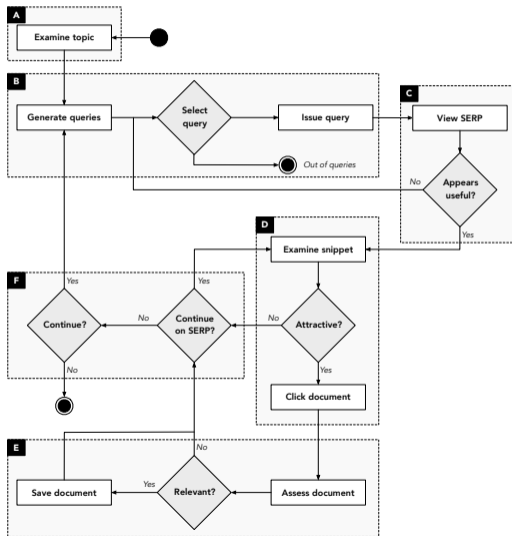 A
Examine topic
B
Generate queries
Select
query
Issue query
Out of queries
C
View SERP
Appears
useful?
No
Yes
D
Examine snippet
Attractive?
No
Yes
Click document
F
Continue?
Yes
No
No
Continue
on SERP?
Yes
E
Save document
Yes
Relevant?
No
Assess document